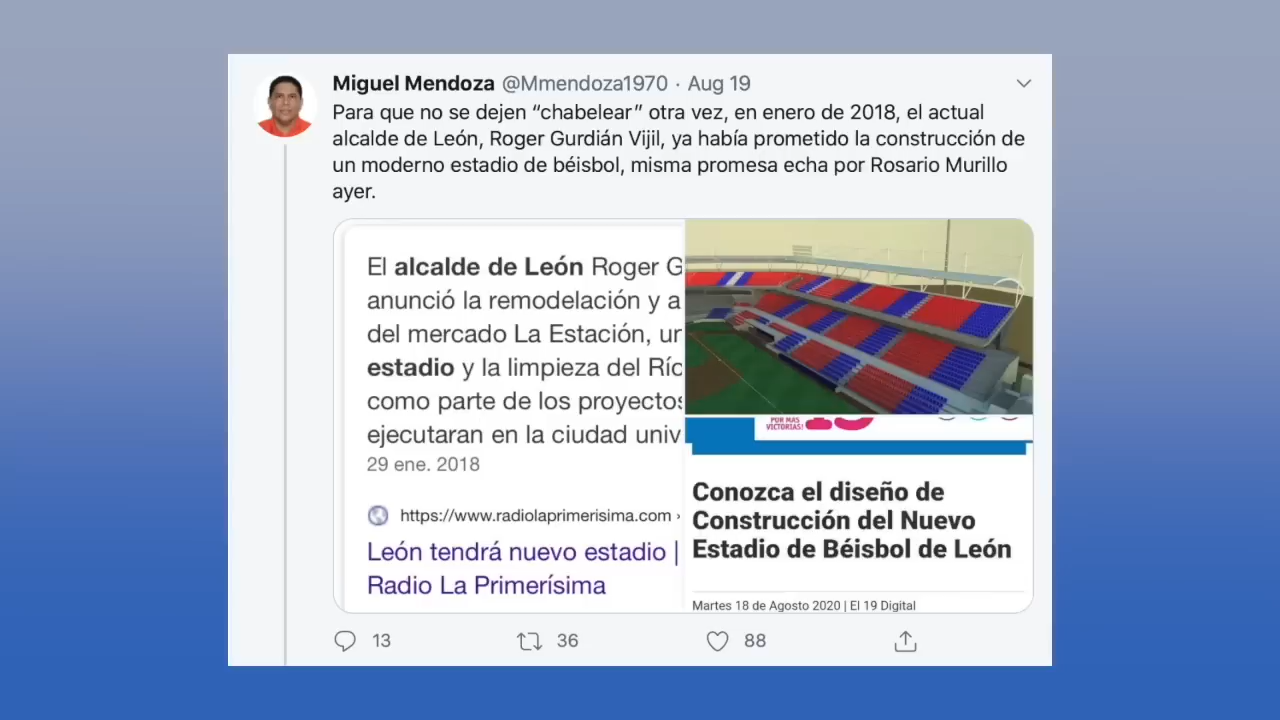 Miguel Mendoza @Mmendoza1970 · Aug 19
Para que no se dejen “chabelear” otra vez, en enero de 2018, el actual
alcalde de León, Roger Gurdián Vijil, ya había prometido la construcción de
un moderno estadio de béisbol, misma promesa echa por Rosario Murillo
ayer.
El alcalde de León Roger G
anunció la remodelación y a
del mercado La Estación, un
estadio y la limpieza del Río
como parte de los proyectos
ejecutaran en la ciudad univ
29 ene. 2018
https://www.radiolaprimerisima.com ›
León tendrá nuevo estadio |
Radio La Primerísima
POR MÁS
VICTORIAS!
Conozca el diseño de
Construcción del Nuevo
Estadio de Béisbol de León
Martes 18 de Agosto 2020 | El 19 Digital
13 36 88